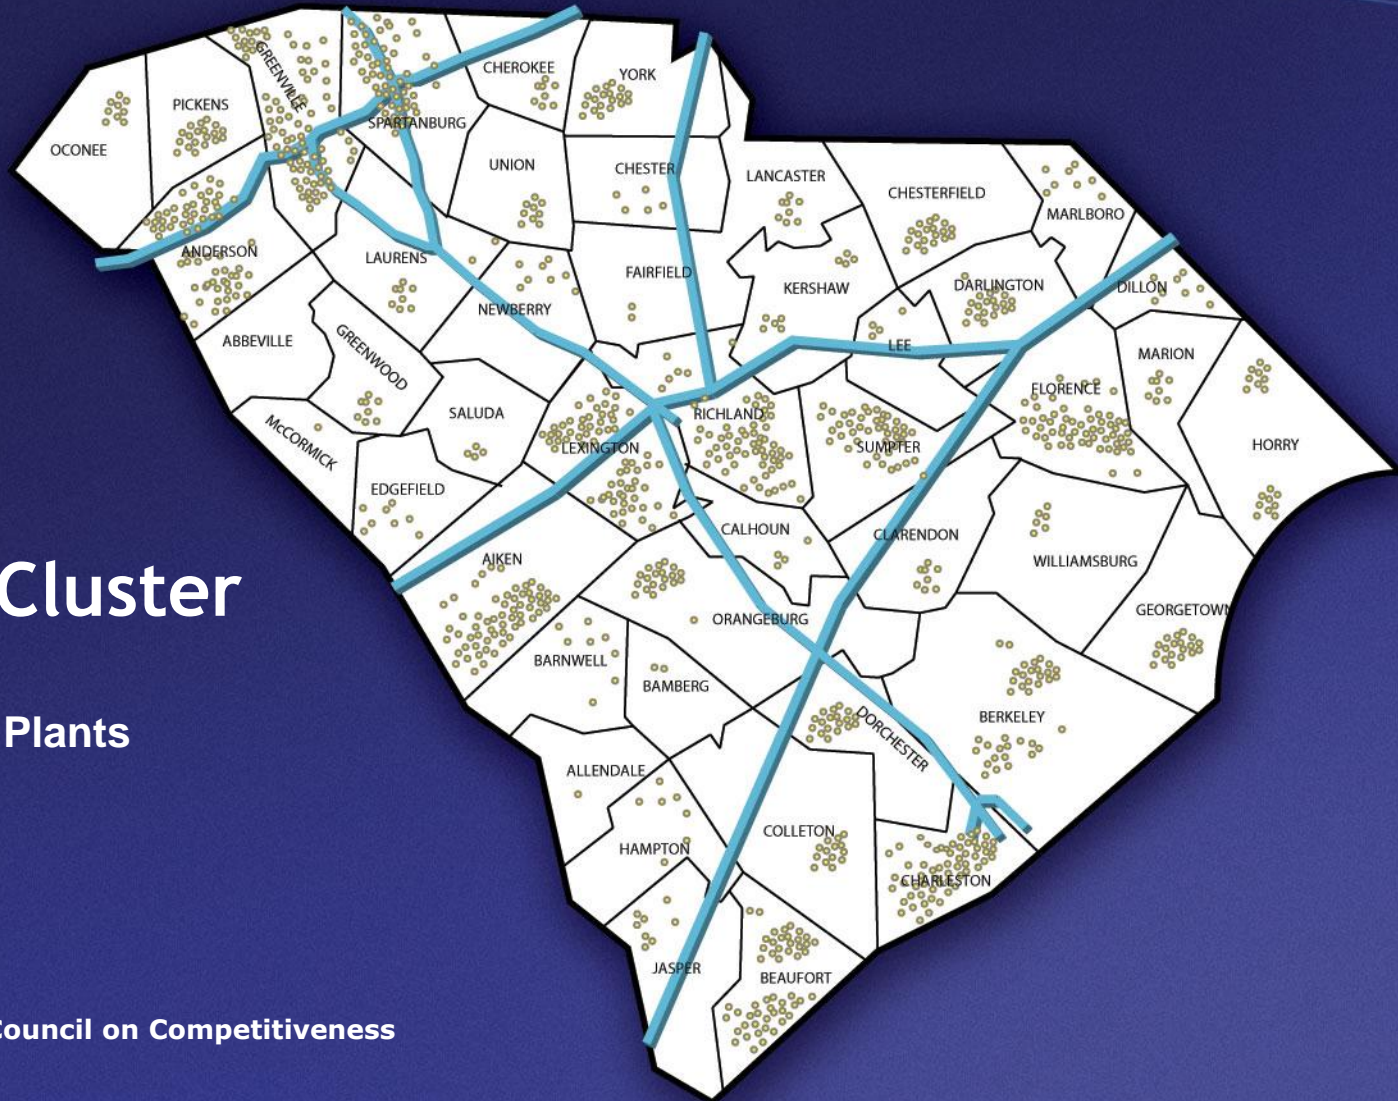 CHEROKEE
YORK
GREENVILLE
PICKENS
SPARTANBURG
OCONEE
UNION
CHESTER
LANCASTER
CHESTERFIELD
MARLBORO
ANDERSON
LAURENS
FAIRFIELD
KERSHAW
DARLINGTON
DILLON
NEWBERRY
ABBEVILLE
GREENWOOD
LEE
MARION
FLORENCE
SALUDA
RICHLAND
McCORMICK
LEXINGTON
SUMPTER
HORRY
EDGEFIELD
CALHOUN
CLARENDON
AIKEN
WILLIAMSBURG
Cluster
GEORGETOWN
ORANGEBURG
BARNWELL
BAMBERG
Plants
DORCHESTER
BERKELEY
ALLENDALE
COLLETON
HAMPTON
CHARLESTON
JASPER
BEAUFORT
Council on Competitiveness